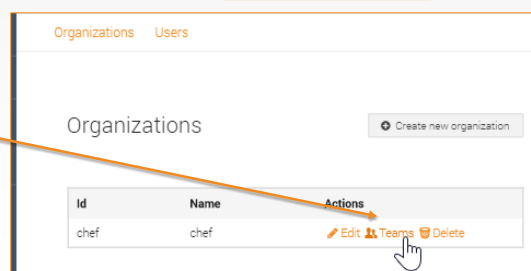 Organizations Users
Organizations
Create new organization
Id Name Actions
chef chef Edit Teams Delete